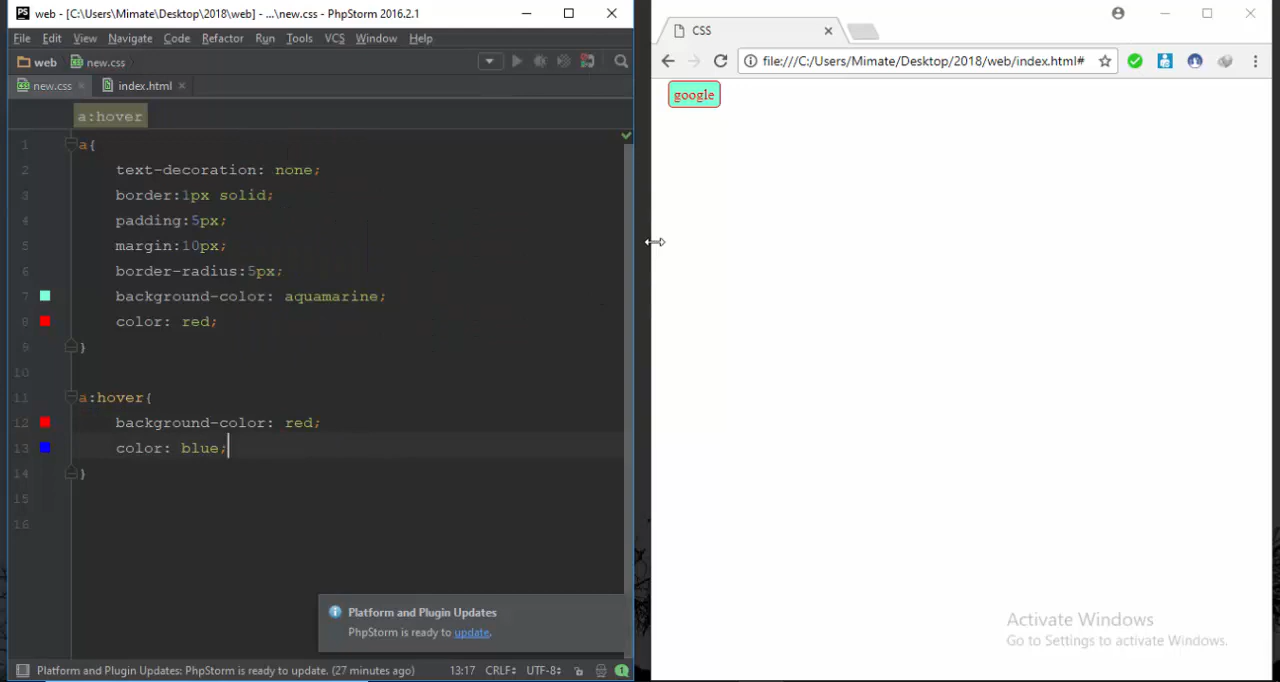 web - [C:\Users\Mimate\Desktop\2018\web] - ...\new.css - PhpStorm 2016.2.1
File Edit View Navigate Code Refactor Run Tools VCS Window Help
web new.css
new.css index.html
a:hover
1 a{
2 text-decoration: none;
3 border:1px solid;
4 padding:5px;
5 margin:10px;
6 border-radius:5px;
7 background-color: aquamarine;
8 color: red;
9 }
10
11 a:hover{
12 background-color: red;
13 color: blue;
14 }
15
16
Platform and Plugin Updates
PhpStorm is ready to update.
Platform and Plugin Updates: PhpStorm is ready to update. (27 minutes ago) 13:17 CRLF÷ UTF-8÷
CSS
file:///C:/Users/Mimate/Desktop/2018/web/index.html#
google
Activate Windows
Go to Settings to activate Windows.